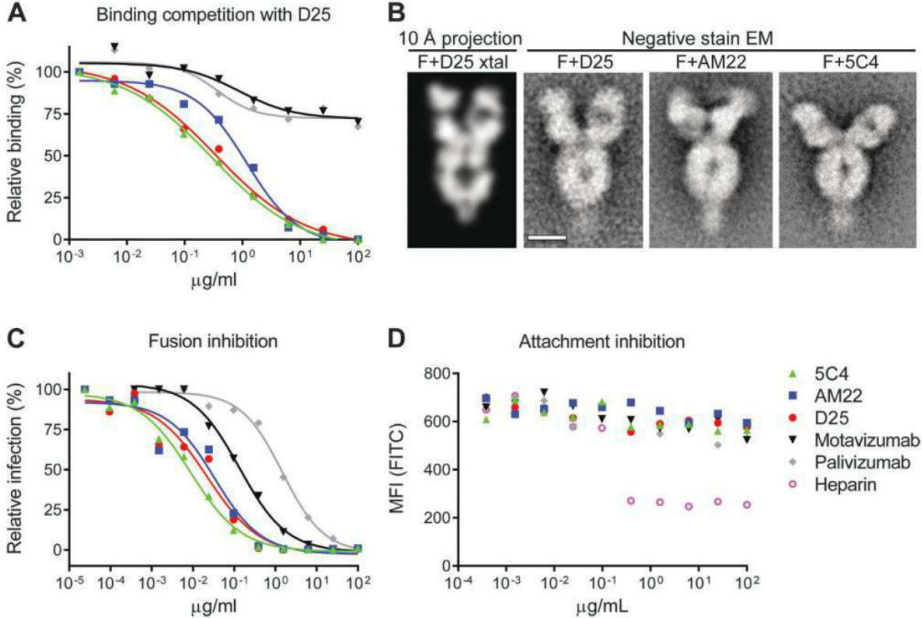 A
Binding competition with D25
Relative binding (%)
100
75
50
25
0
10-3
10-2
10-1
100
101
102
μg/ml
B
10 Å projection
Negative stain EM
F+D25 xtal
F+D25
F+AM22
F+5C4
C
Fusion inhibition
Relative infection (%)
100
75
50
25
0
10-5
10-4
10-3
10-2
10-1
100
101
102
μg/ml
D
Attachment inhibition
MFI (FITC)
800
600
400
200
0
10-4
10-3
10-2
10-1
100
101
102
μg/mL
5C4
AM22
D25
Motavizumab
Palivizumab
Heparin